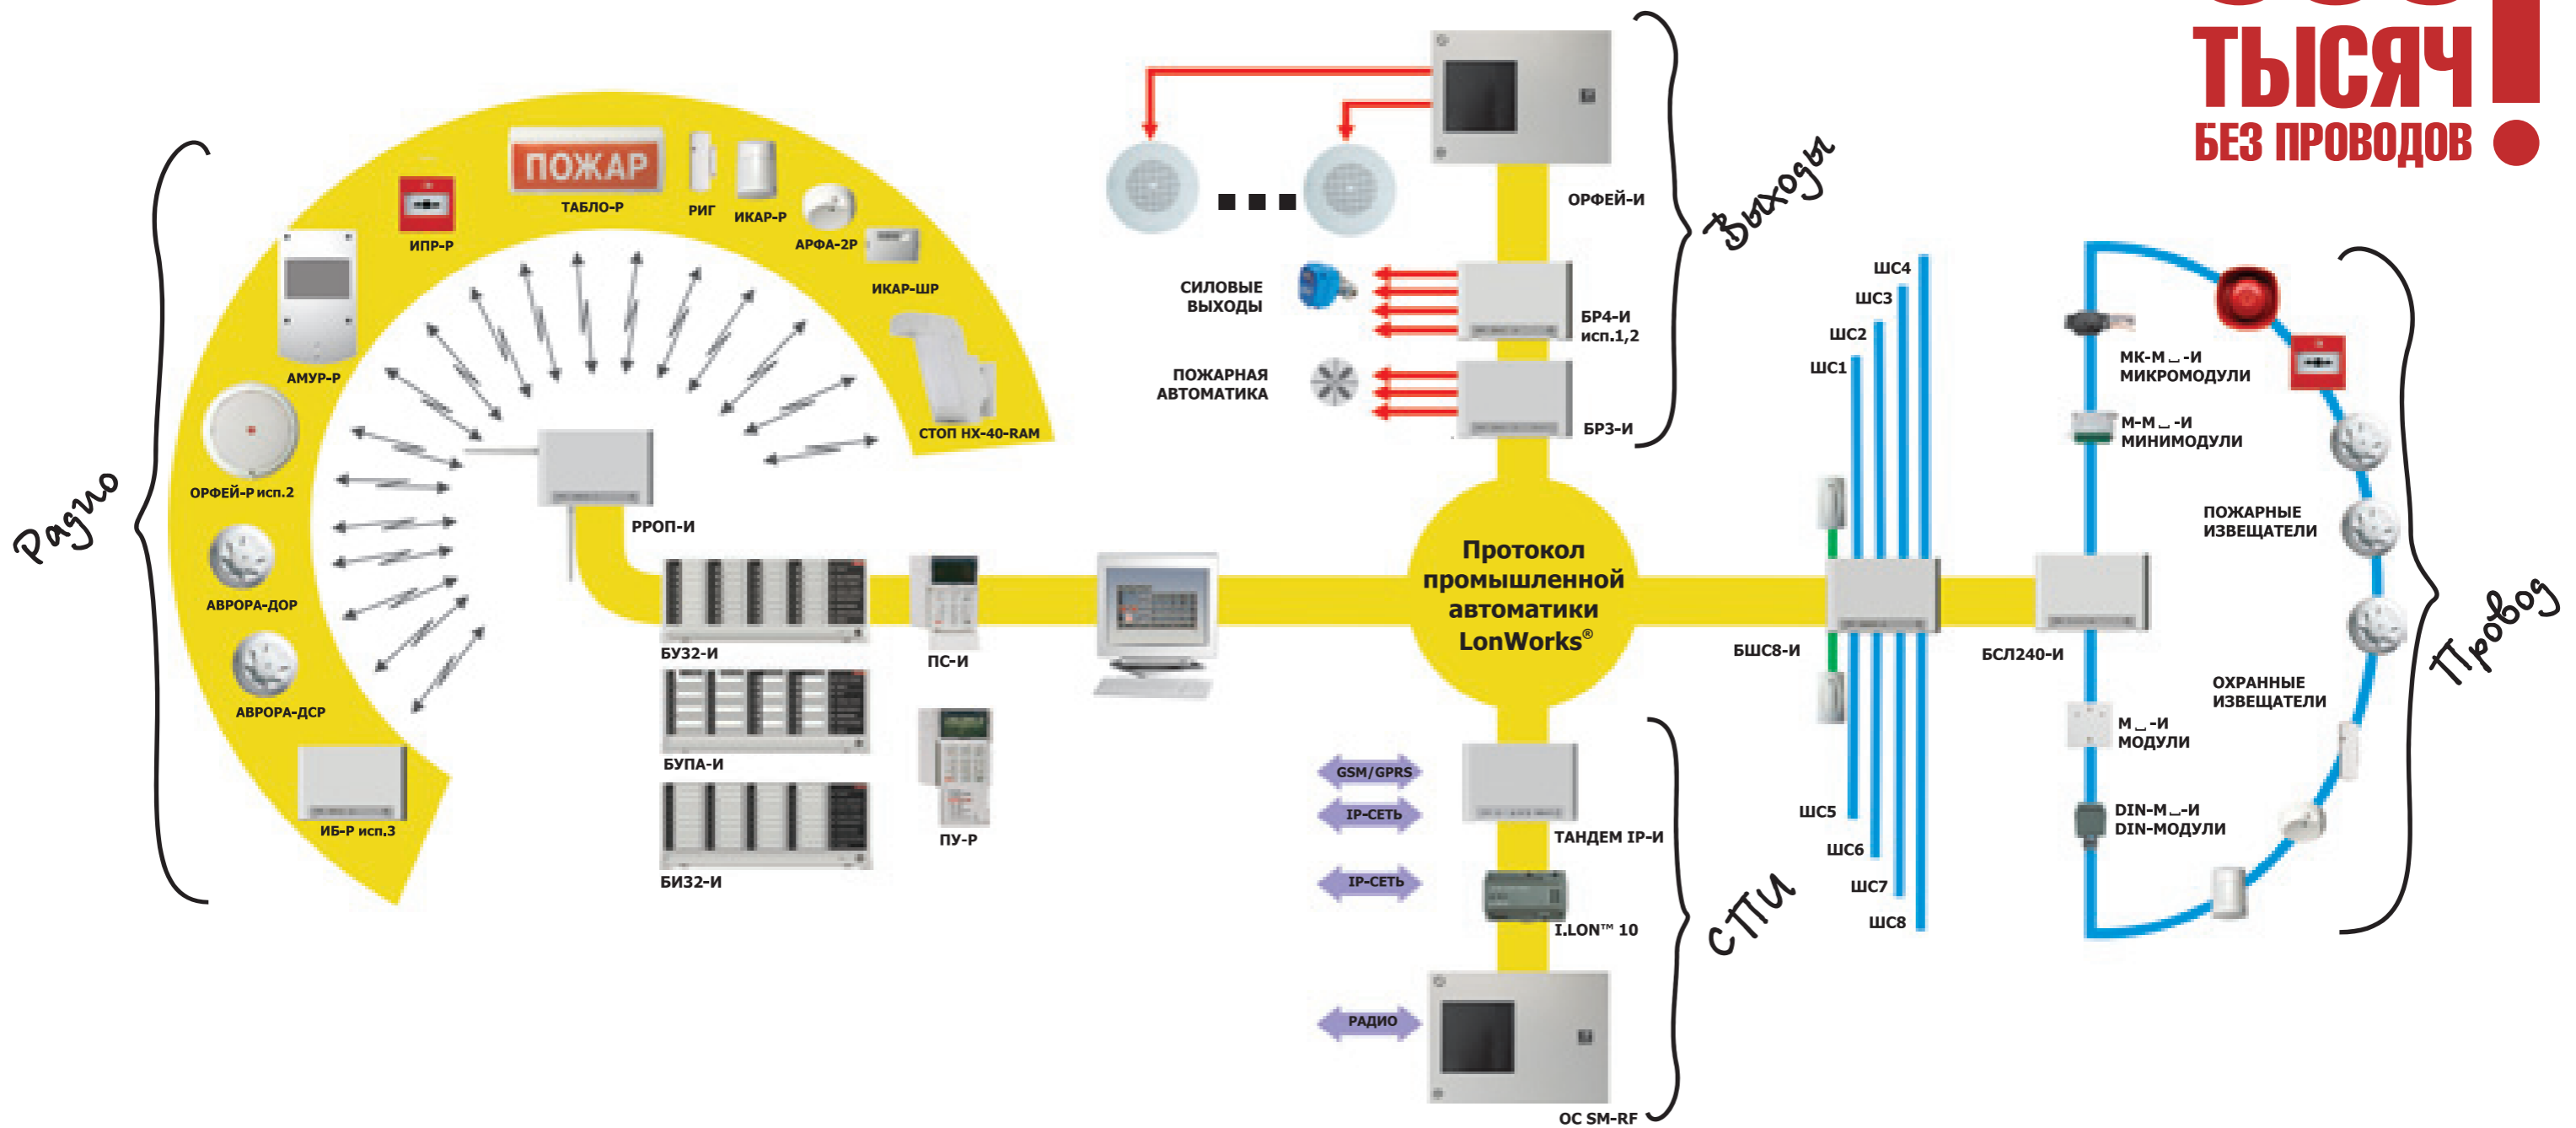 ТЫСЯЧ
БЕЗ ПРОВОДОВ
Радио
ПОЖАР
ТАБЛО-Р
РИГ
ИКАР-Р
АРФА-2Р
ИКАР-ШР
СТОП НХ-40-RAM
ИПР-Р
АМУР-Р
ОРФЕЙ-Р исп.2
АВРОРА-ДОР
АВРОРА-ДСР
ИБ-Р исп.3
РРОП-И
БУ32-И
БУПА-И
БИ32-И
ПС-И
ПУ-Р
Выходы
ОРФЕЙ-И
СИЛОВЫЕ
ВЫХОДЫ
БР4-И
исп.1,2
ПОЖАРНАЯ
АВТОМАТИКА
БР3-И
Протокол
промышленной
автоматики
LonWorks®
СПИ
GSM/GPRS
IP-СЕТЬ
ТАНДЕМ IP-И
IP-СЕТЬ
I.LON™ 10
РАДИО
ОС SM-RF
ШС4
ШС3
ШС2
ШС1
БШС8-И
ШС5
ШС6
ШС7
ШС8
БСЛ240-И
Провод
МК-М⎵-И
МИКРОМОДУЛИ
М-М⎵-И
МИНИМОДУЛИ
ПОЖАРНЫЕ
ИЗВЕЩАТЕЛИ
ОХРАННЫЕ
ИЗВЕЩАТЕЛИ
М⎵-И
МОДУЛИ
DIN-М⎵-И
DIN-МОДУЛИ